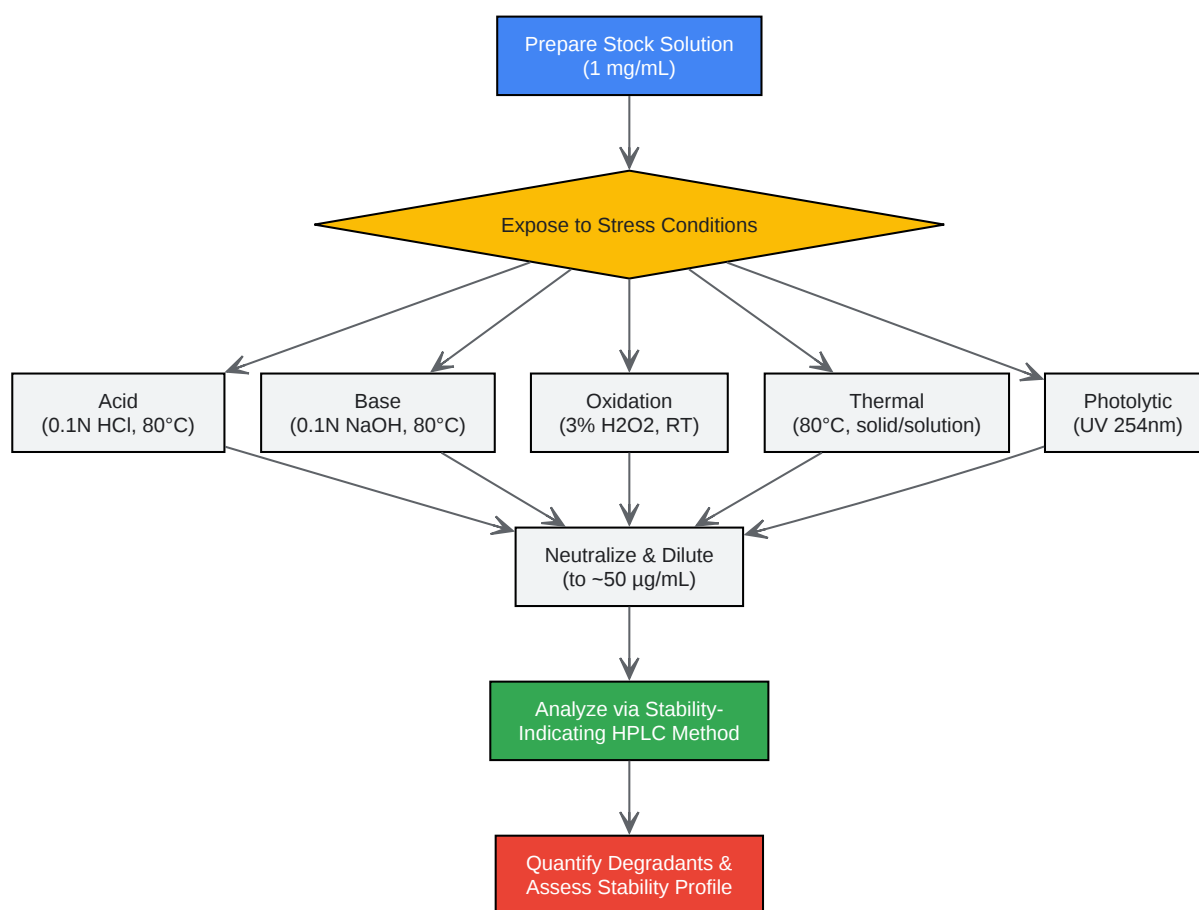 Prepare Stock Solution
(1 mg/mL)
Expose to Stress Conditions
Acid
(0.1N HCl, 80°C)
Base
(0.1N NaOH, 80°C)
Oxidation
(3% H2O2, RT)
Thermal
(80°C, solid/solution)
Photolytic
(UV 254nm)
Neutralize & Dilute
(to ~50 µg/mL)
Analyze via Stability-
Indicating HPLC Method
Quantify Degradants &
Assess Stability Profile